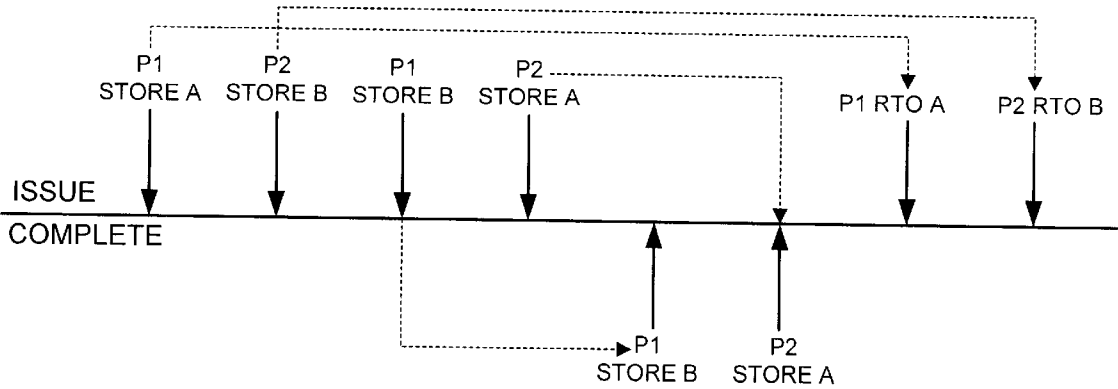 P1
STORE A
P2
STORE B
P1
STORE B
P2
STORE A
P1 RTO A
P2 RTO B
ISSUE
COMPLETE
P1
STORE B
P2
STORE A